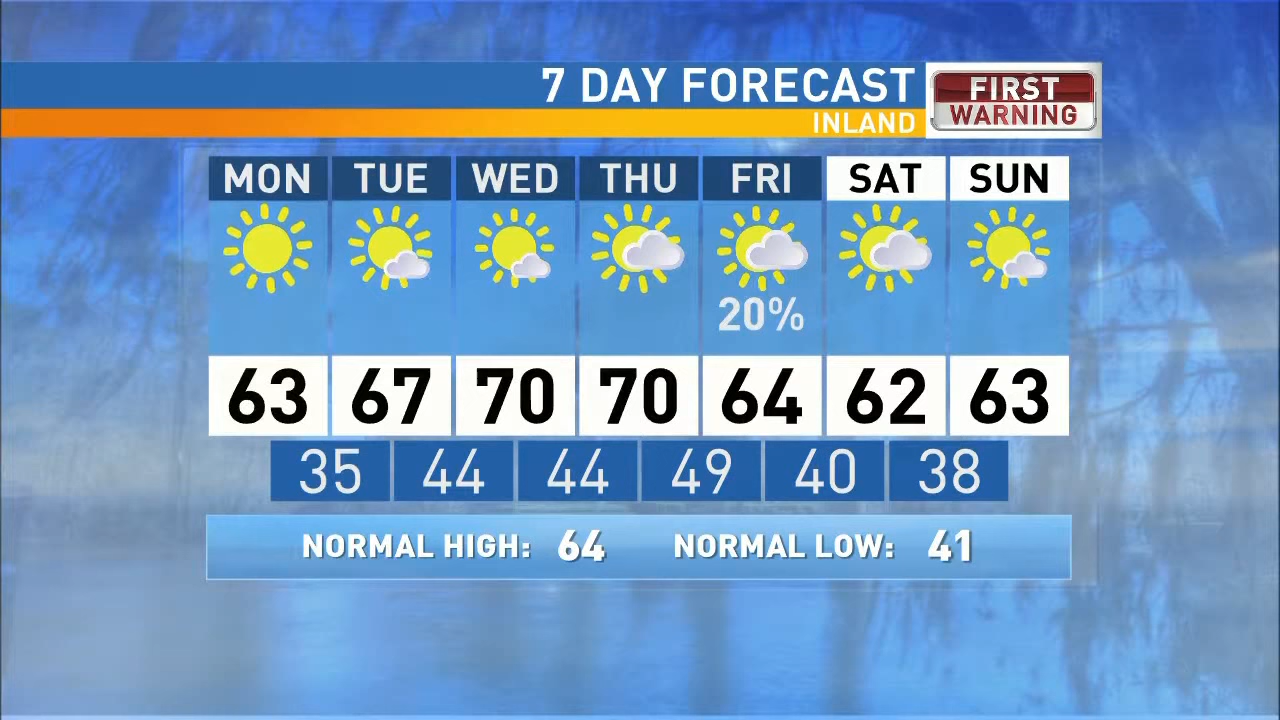 7 DAY FORECAST
INLAND
FIRST
WARNING
MON TUE WED THU FRI SAT SUN
20%
63 67 70 70 64 62 63
35 44 44 49 40 38
NORMAL HIGH: 64 NORMAL LOW: 41